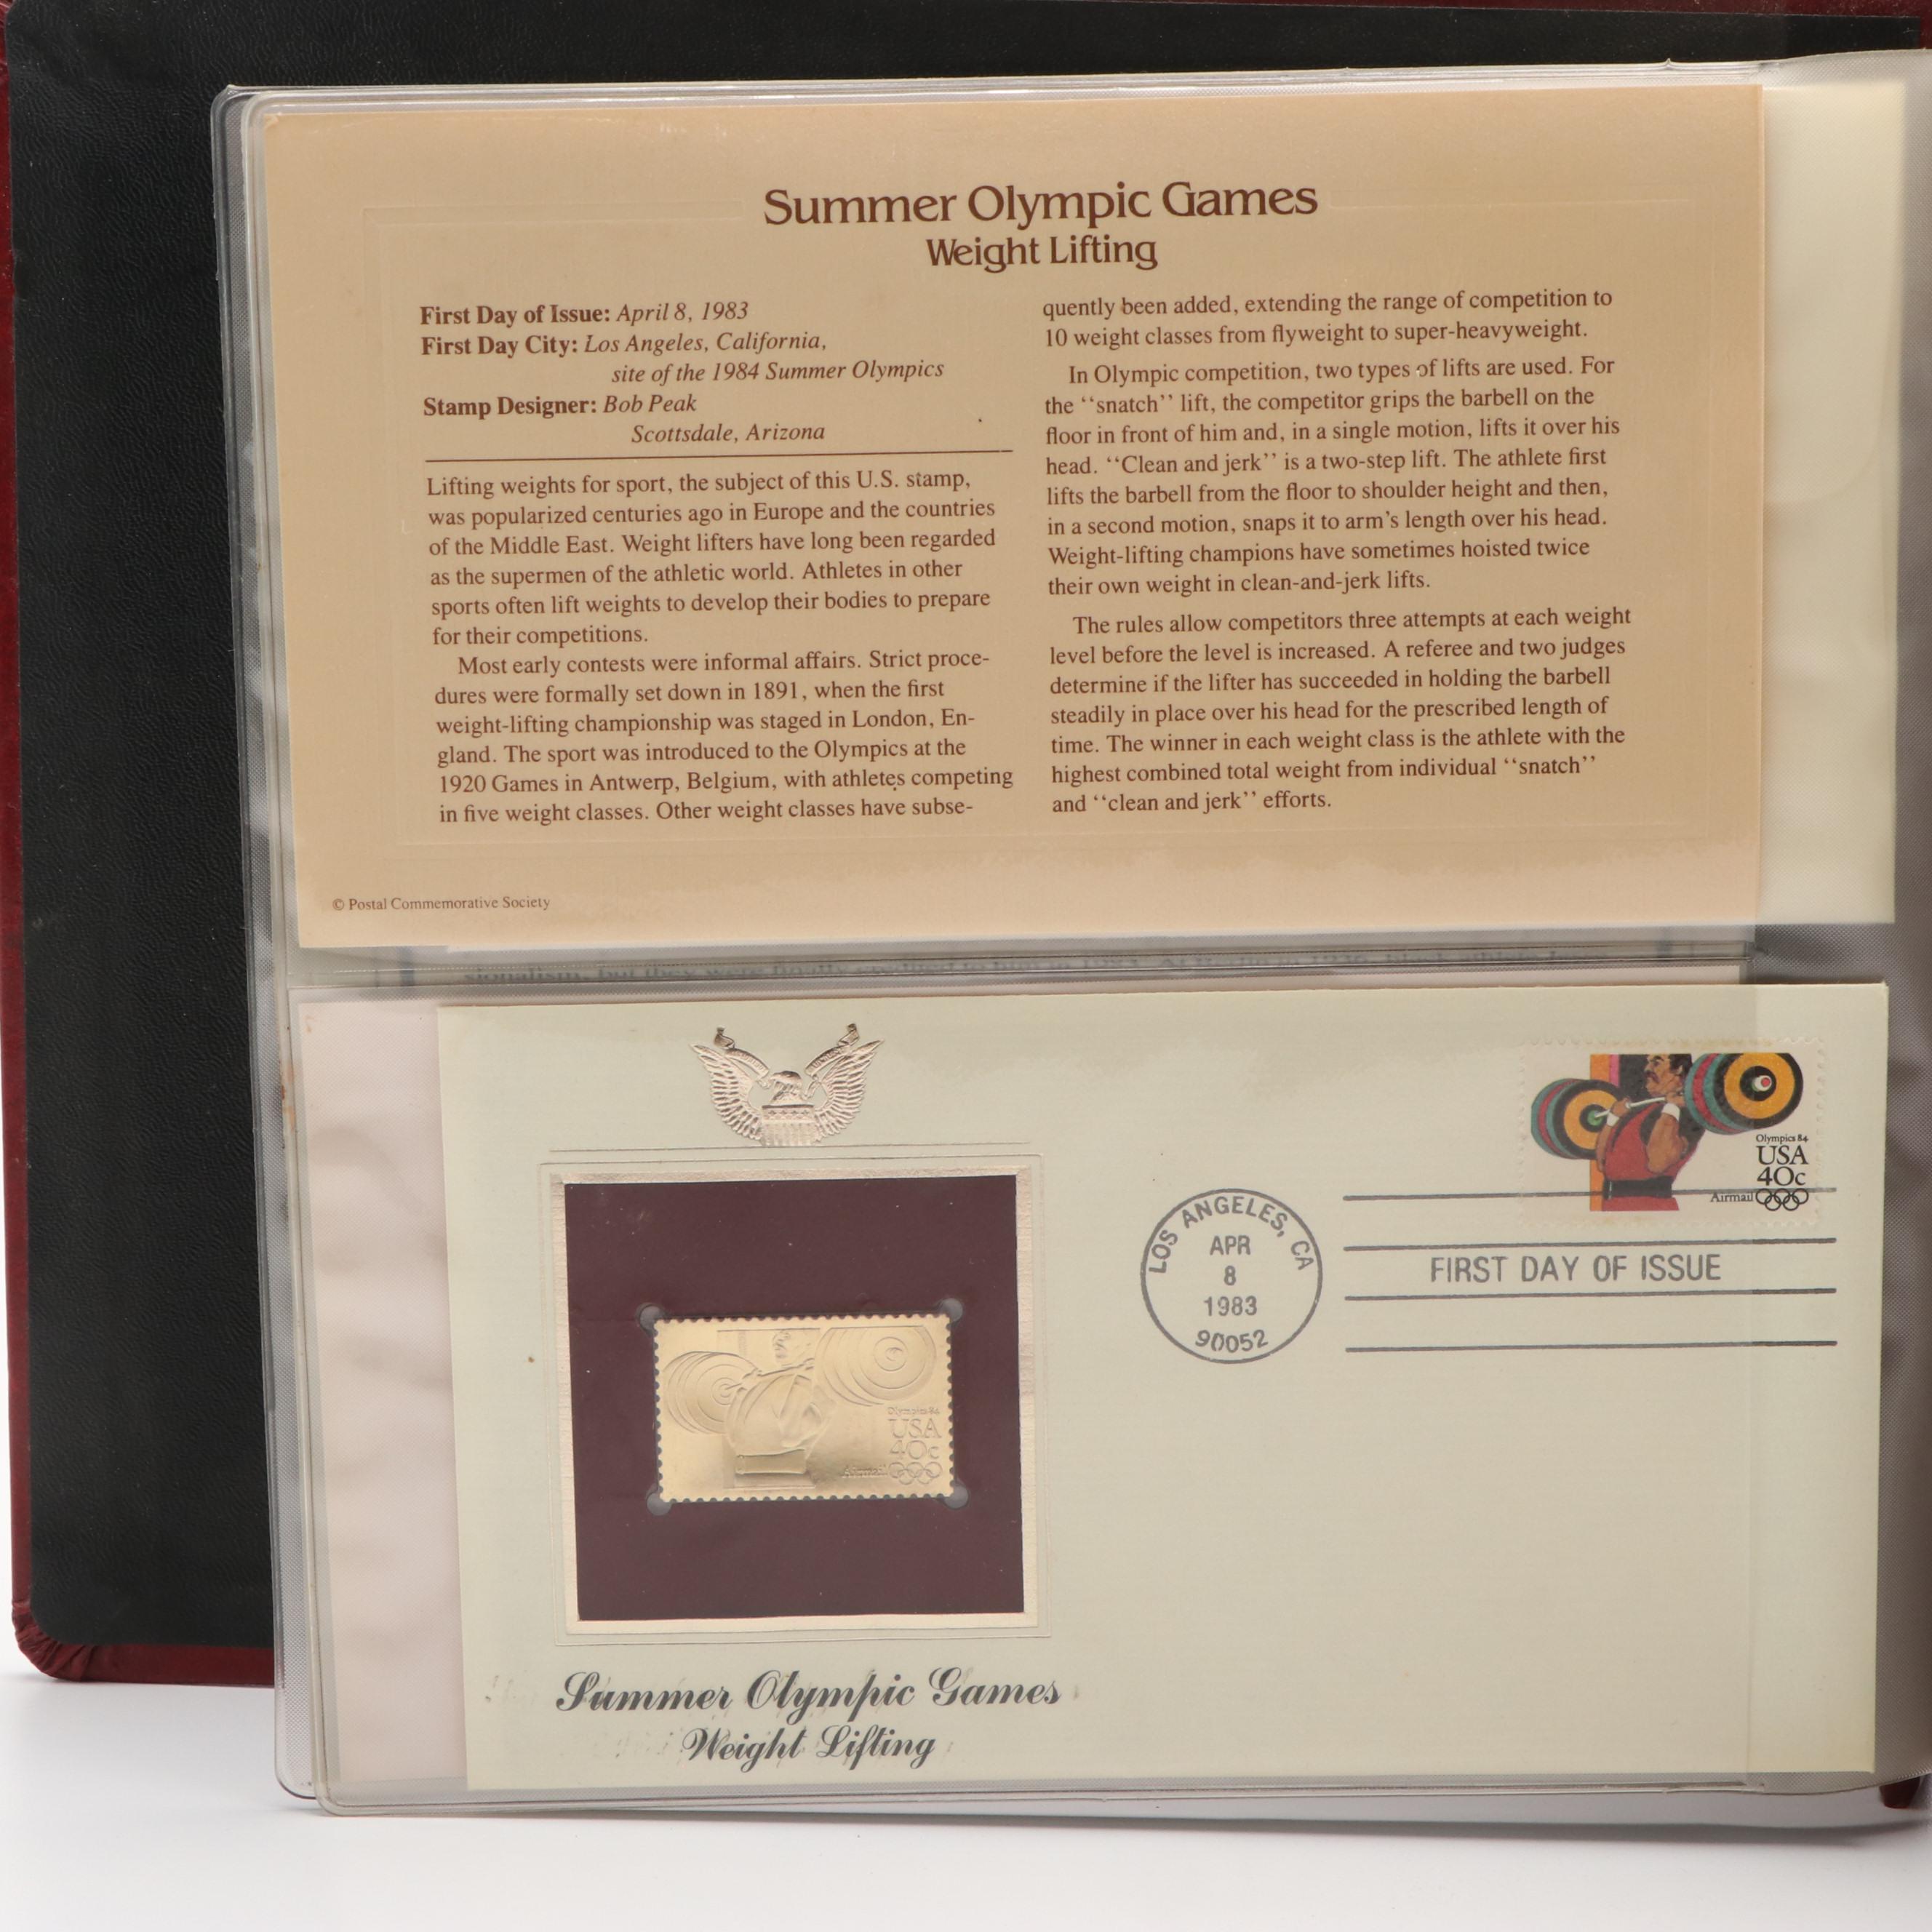 Summer Olympic Games
Weight Lifting
First Day of Issue: April 8, 1983
First Day City: Los Angeles, California,
site of the 1984 Summer Olympics
Stamp Designer: Bob Peak
Scottsdale, Arizona
Lifting weights for sport, the subject of this U.S. stamp,
was popularized centuries ago in Europe and the countries
of the Middle East. Weight lifters have long been regarded
as the supermen of the athletic world. Athletes in other
sports often lift weights to develop their bodies to prepare
for their competitions.
Most early contests were informal affairs. Strict proce-
dures were formally set down in 1891, when the first
weight-lifting championship was staged in London, En-
gland. The sport was introduced to the Olympics at the
1920 Games in Antwerp, Belgium, with athletes competing
in five weight classes. Other weight classes have subse-
quently been added, extending the range of competition to
10 weight classes from flyweight to super-heavyweight.
In Olympic competition, two types of lifts are used. For
the ‘‘snatch’’ lift, the competitor grips the barbell on the
floor in front of him and, in a single motion, lifts it over his
head. ‘‘Clean and jerk’’ is a two-step lift. The athlete first
lifts the barbell from the floor to shoulder height and then,
in a second motion, snaps it to arm’s length over his head.
Weight-lifting champions have sometimes hoisted twice
their own weight in clean-and-jerk lifts.
The rules allow competitors three attempts at each weight
level before the level is increased. A referee and two judges
determine if the lifter has succeeded in holding the barbell
steadily in place over his head for the prescribed length of
time. The winner in each weight class is the athlete with the
highest combined total weight from individual ‘‘snatch’’
and ‘‘clean and jerk’’ efforts.
© Postal Commemorative Society
Olympics 84
USA
40c
Airmail
LOS ANGELES, CA
APR
8
1983
90052
FIRST DAY OF ISSUE
Olympics 84
USA
40c
Airmail
Summer Olympic Games
Weight Lifting